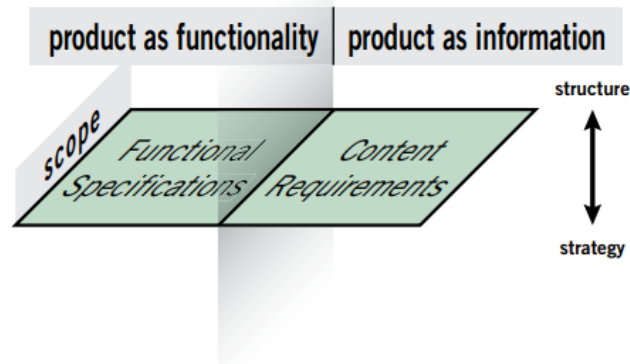 product as functionality
product as information
structure
scope
Functional
Specifications
Content
Requirements
strategy